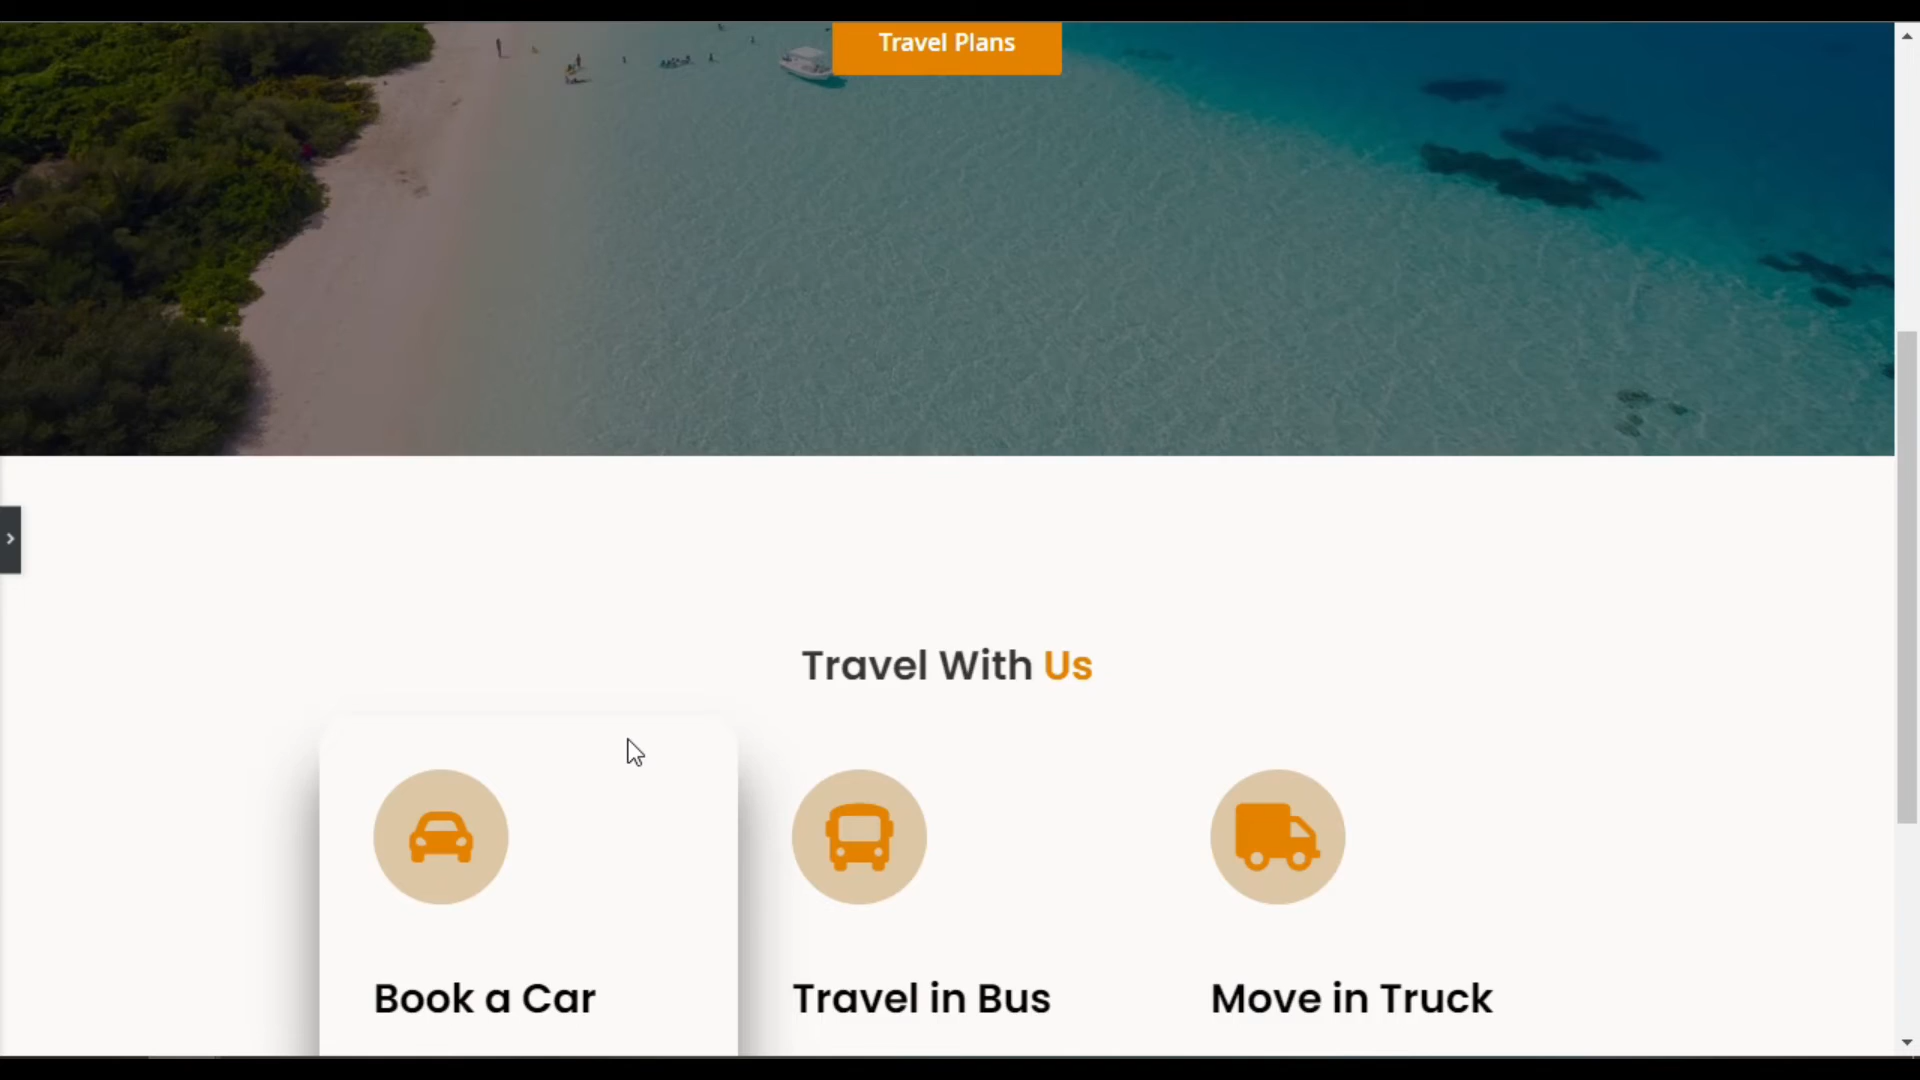 Travel Plans
Travel With Us
Book a Car
Travel in Bus
Move in Truck